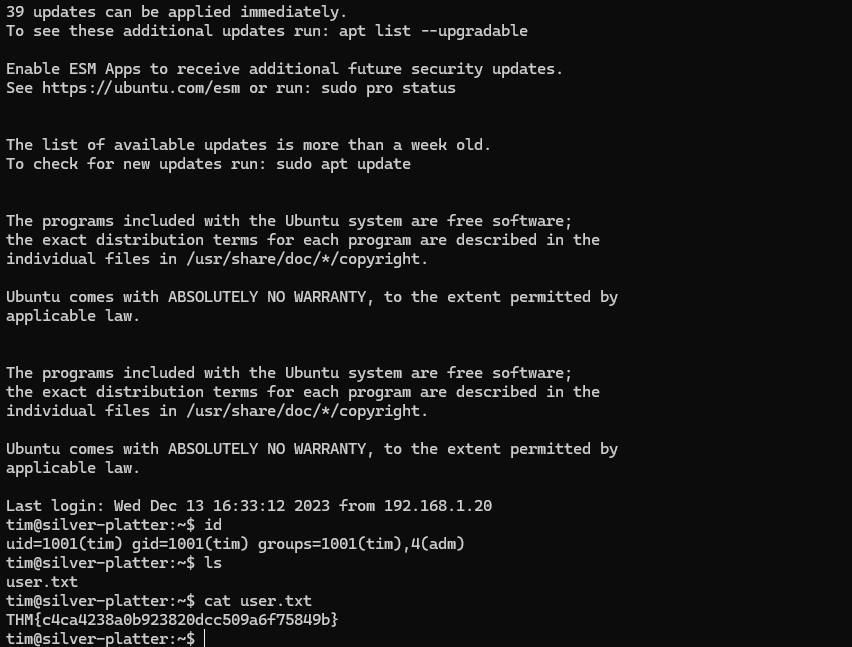 39 updates can be applied immediately.
To see these additional updates run: apt list --upgradable
Enable ESM Apps to receive additional future security updates.
See https://ubuntu.com/esm or run: sudo pro status
The list of available updates is more than a week old.
To check for new updates run: sudo apt update
The programs included with the Ubuntu system are free software;
the exact distribution terms for each program are described in the
individual files in /usr/share/doc/*/copyright.
Ubuntu comes with ABSOLUTELY NO WARRANTY, to the extent permitted by
applicable law.
The programs included with the Ubuntu system are free software;
the exact distribution terms for each program are described in the
individual files in /usr/share/doc/*/copyright.
Ubuntu comes with ABSOLUTELY NO WARRANTY, to the extent permitted by
applicable law.
Last login: Wed Dec 13 16:33:12 2023 from 192.168.1.20
tim@silver-platter:~$ id
uid=1001(tim) gid=1001(tim) groups=1001(tim),4(adm)
tim@silver-platter:~$ ls
user.txt
tim@silver-platter:~$ cat user.txt
THM{c4ca4238a0b923820dcc509a6f75849b}
tim@silver-platter:~$